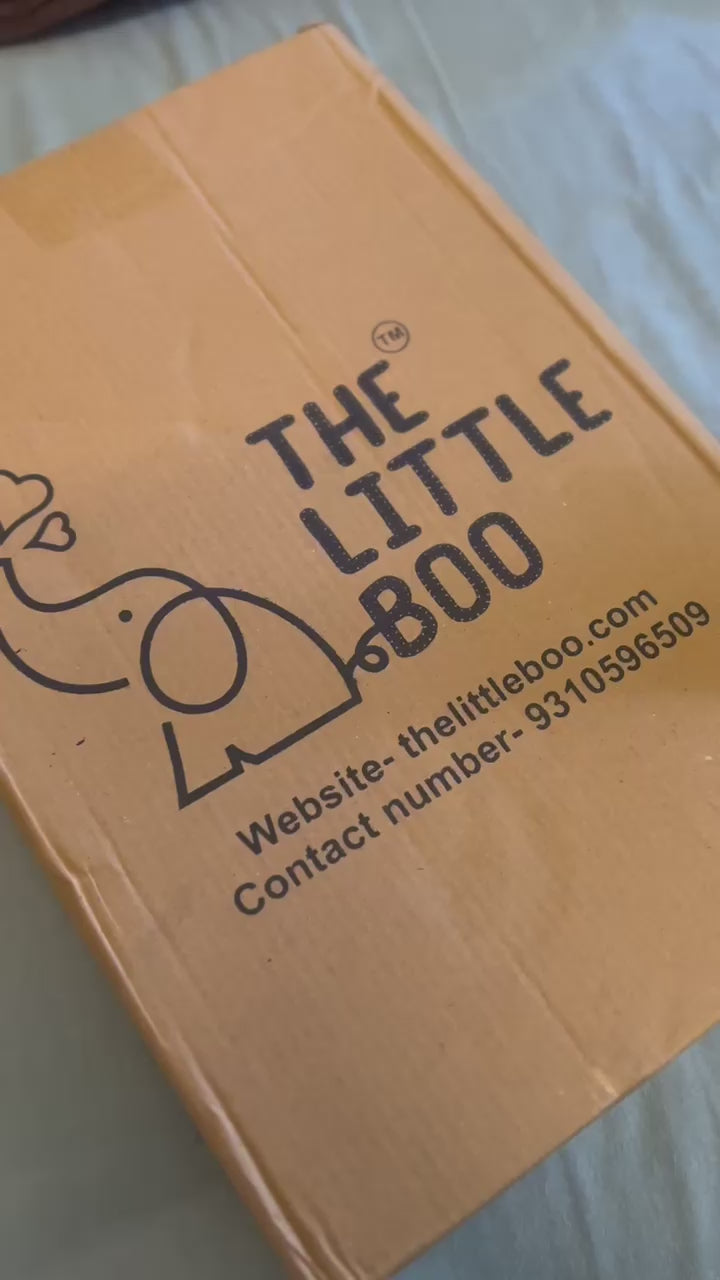 TM
THE
LITTLE
BOO
Website- thelittleboo.com
Contact number- 9310596509